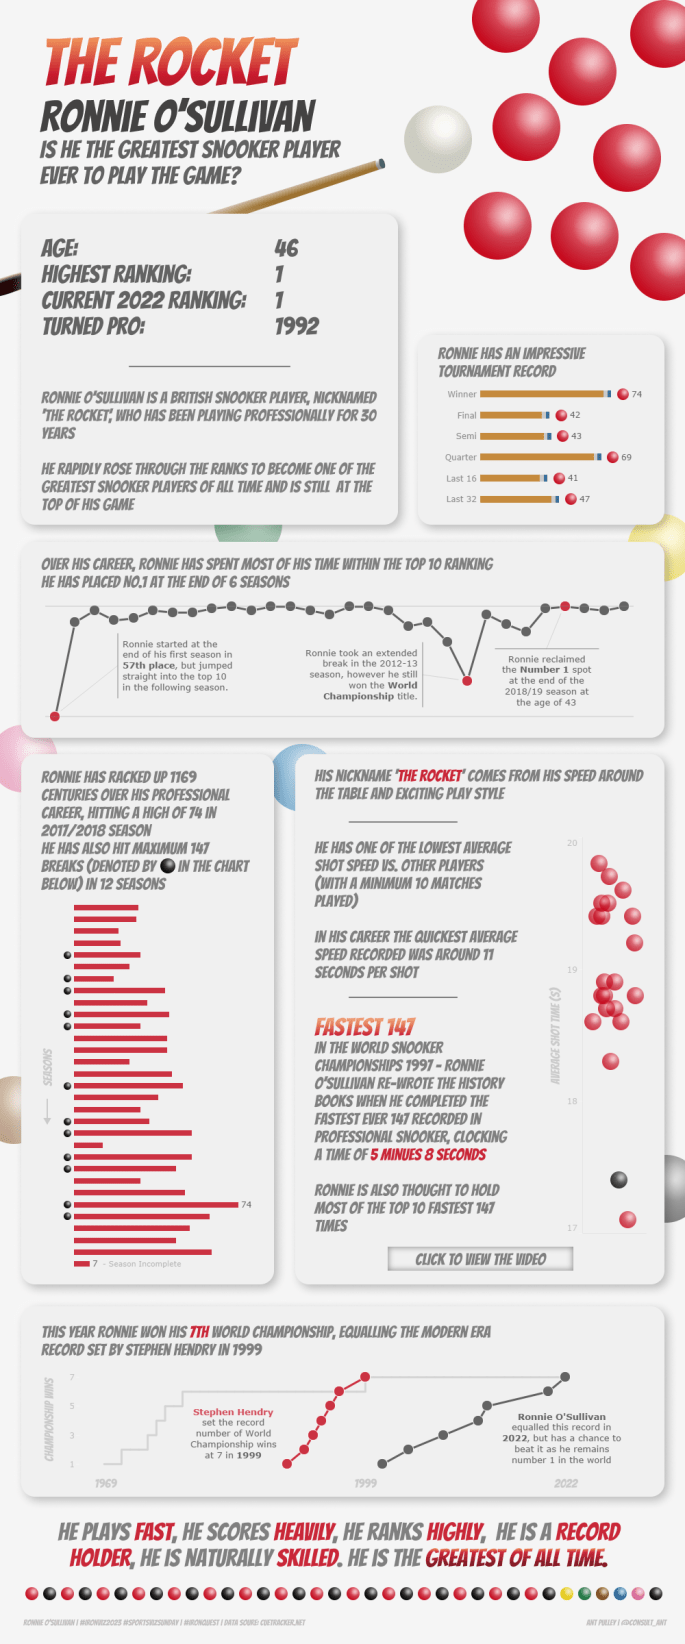 THE ROCKET
RONNIE O'SULLIVAN
IS HE THE GREATEST SNOOKER PLAYER
EVER TO PLAY THE GAME?
AGE: 46
HIGHEST RANKING: 1
CURRENT 2022 RANKING: 1
TURNED PRO: 1992
RONNIE O'SULLIVAN IS A BRITISH SNOOKER PLAYER, NICKNAMED
'THE ROCKET', WHO HAS BEEN PLAYING PROFESSIONALLY FOR 30
YEARS
HE RAPIDLY ROSE THROUGH THE RANKS TO BECOME ONE OF THE
GREATEST SNOOKER PLAYERS OF ALL TIME AND IS STILL AT THE
TOP OF HIS GAME
RONNIE HAS AN IMPRESSIVE
TOURNAMENT RECORD
Winner 74
Final 42
Semi 43
Quarter 69
Last 16 41
Last 32 47
OVER HIS CAREER, RONNIE HAS SPENT MOST OF HIS TIME WITHIN THE TOP 10 RANKING
HE HAS PLACED NO.1 AT THE END OF 6 SEASONS
Ronnie started at the
end of his first season in
57th place, but jumped
straight into the top 10
in the following season.
Ronnie took an extended
break in the 2012-13
season, however he still
won the World
Championship title.
Ronnie reclaimed
the Number 1 spot
at the end of the
2018/19 season at
the age of 43
RONNIE HAS RACKED UP 1169
CENTURIES OVER HIS PROFESSIONAL
CAREER, HITTING A HIGH OF 74 IN
2017/2018 SEASON
HE HAS ALSO HIT MAXIMUM 147
BREAKS (DENOTED BY IN THE CHART
BELOW) IN 12 SEASONS
SEASONS
74
7 - Season Incomplete
HIS NICKNAME 'THE ROCKET' COMES FROM HIS SPEED AROUND
THE TABLE AND EXCITING PLAY STYLE
HE HAS ONE OF THE LOWEST AVERAGE
SHOT SPEED VS. OTHER PLAYERS
(WITH A MINIMUM 10 MATCHES
PLAYED)
IN HIS CAREER THE QUICKEST AVERAGE
SPEED RECORDED WAS AROUND 11
SECONDS PER SHOT
FASTEST 147
IN THE WORLD SNOOKER
CHAMPIONSHIPS 1997 - RONNIE
O'SULLIVAN RE-WROTE THE HISTORY
BOOKS WHEN HE COMPLETED THE
FASTEST EVER 147 RECORDED IN
PROFESSIONAL SNOOKER, CLOCKING
A TIME OF 5 MINUES 8 SECONDS
RONNIE IS ALSO THOUGHT TO HOLD
MOST OF THE TOP 10 FASTEST 147
TIMES
CLICK TO VIEW THE VIDEO
AVERAGE SHOT TIME (S)
20
19
18
17
THIS YEAR RONNIE WON HIS 7TH WORLD CHAMPIONSHIP, EQUALLING THE MODERN ERA
RECORD SET BY STEPHEN HENDRY IN 1999
CHAMPIONSHIP WINS
7
5
3
1
Stephen Hendry
set the record
number of World
Championship wins
at 7 in 1999
Ronnie O'Sullivan
equalled this record in
2022, but has a chance to
beat it as he remains
number 1 in the world
1969 1999 2022
HE PLAYS FAST, HE SCORES HEAVILY, HE RANKS HIGHLY, HE IS A RECORD
HOLDER, HE IS NATURALLY SKILLED. HE IS THE GREATEST OF ALL TIME.
RONNIE O'SULLIVAN | #IRONVIZ2023 #SPORTSVIZSUNDAY | #IRONQUEST | DATA SOURE: CUETRACKER.NET
ANT PULLEY | @CONSULT_ANT